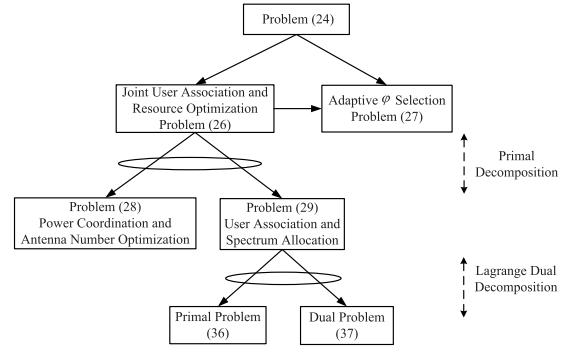 Problem (24)
Joint User Association and
Resource Optimization
Problem (26)
Adaptive φ Selection
Problem (27)
Primal
Decomposition
Problem (28)
Power Coordination and
Antenna Number Optimization
Problem (29)
User Association and
Spectrum Allocation
Lagrange Dual
Decomposition
Primal Problem
(36)
Dual Problem
(37)